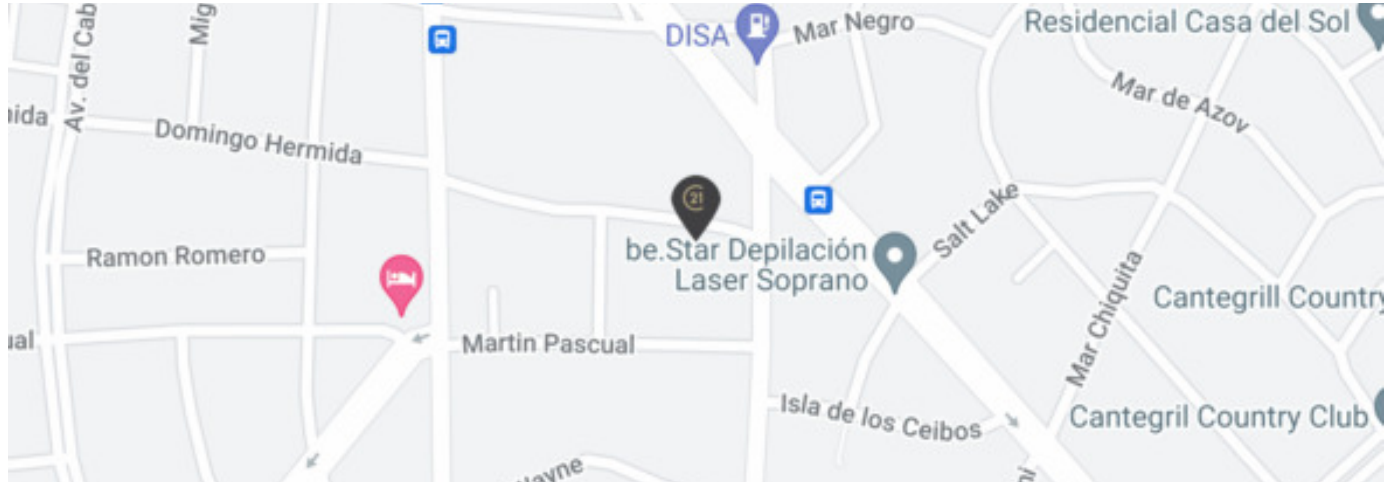 Av. del Cab
Mig
DISA
Mar Negro
Residencial Casa del Sol
Mar de Azov
Domingo Hermida
21
Salt Lake
Ramon Romero
be.Star Depilación
Laser Soprano
Cantegrill Country
Mar Chiquita
Martin Pascual
Isla de los Ceibos
Cantegril Country Club